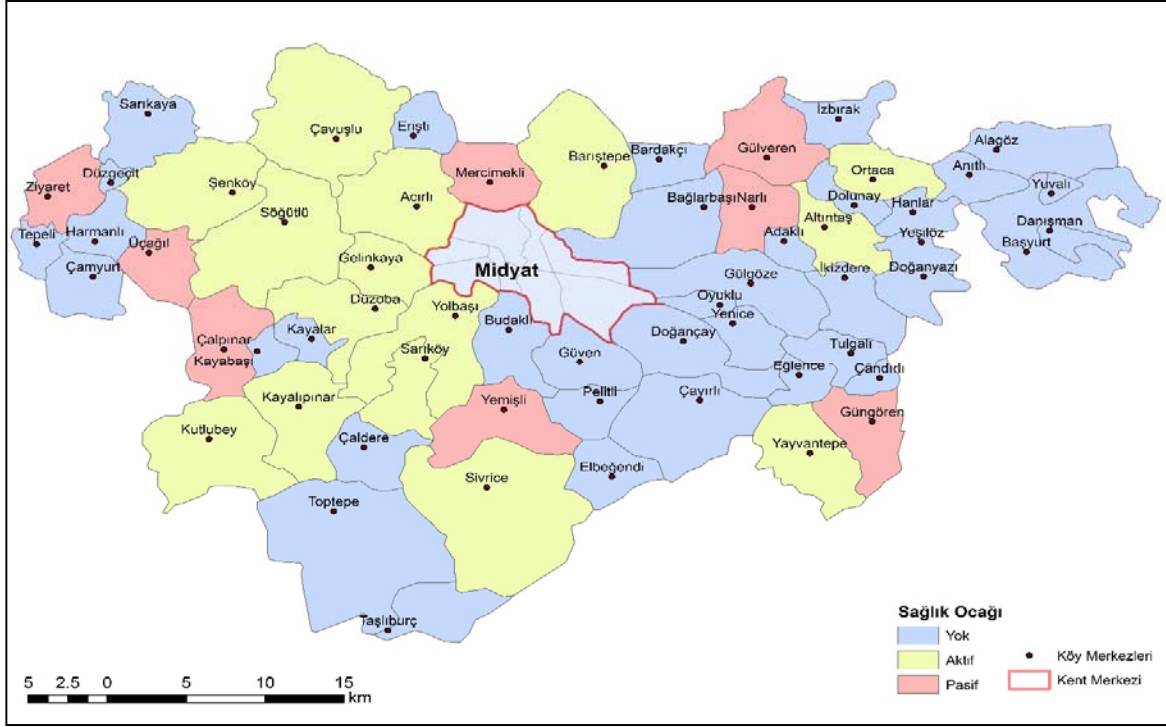 Sarıkaya
Çavuşlu
Erişti
İzbırak
Alagöz
Bardakçı
Gülveren
Barıştepe
Anıtlı
Düzgeçit
Mercimekli
Ortaca
Ziyaret
Şenköy
Yuvalı
Acırlı
Dolunay
Hanlar
Bağlarbaşı
Narlı
Söğütlü
Altıntaş
Danışman
Tepeli
Harmanlı
Adaklı
Yeşilöz
Üçağıl
Başyurt
Gelinkaya
Midyat
Çamyurt
Gülgöze
İkizdere
Doğanyazı
Düzoba
Yolbaşı
Oyuklu
Budaklı
Yenice
Kayalar
Doğançay
Çalpınar
Sarıköy
Güven
Tulgalı
Kayabaşı
Eğlence
Çandırlı
Kayalıpınar
Yemişli
Pelitli
Çayırlı
Güngören
Kutlubey
Çaldere
Yayvantepe
Elbeğendi
Sivrice
Toptepe
Taşlıburç
Sağlık Ocağı
Yok
Aktif
Pasif
Köy Merkezleri
Kent Merkezi
5 2.5 0 5 10 15
km